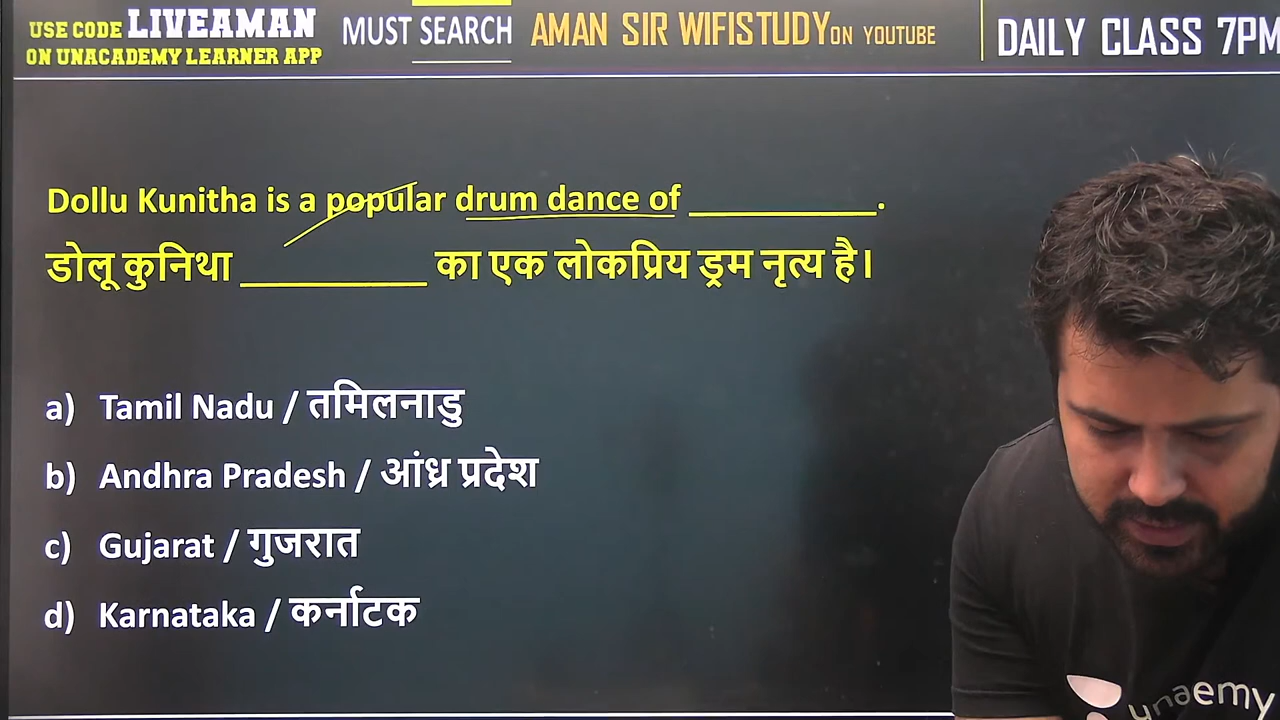 USE CODE LIVEAMAN
ON UNACADEMY LEARNER APP
MUST SEARCH
AMAN SIR WIFISTUDY ON YOUTUBE
DAILY CLASS 7PM
Dollu Kunitha is a popular drum dance of __________.
डोलू कुनिथा __________ का एक लोकप्रिय ड्रम नृत्य है।
a) Tamil Nadu / तमिलनाडु
b) Andhra Pradesh / आंध्र प्रदेश
c) Gujarat / गुजरात
d) Karnataka / कर्नाटक
unaemy